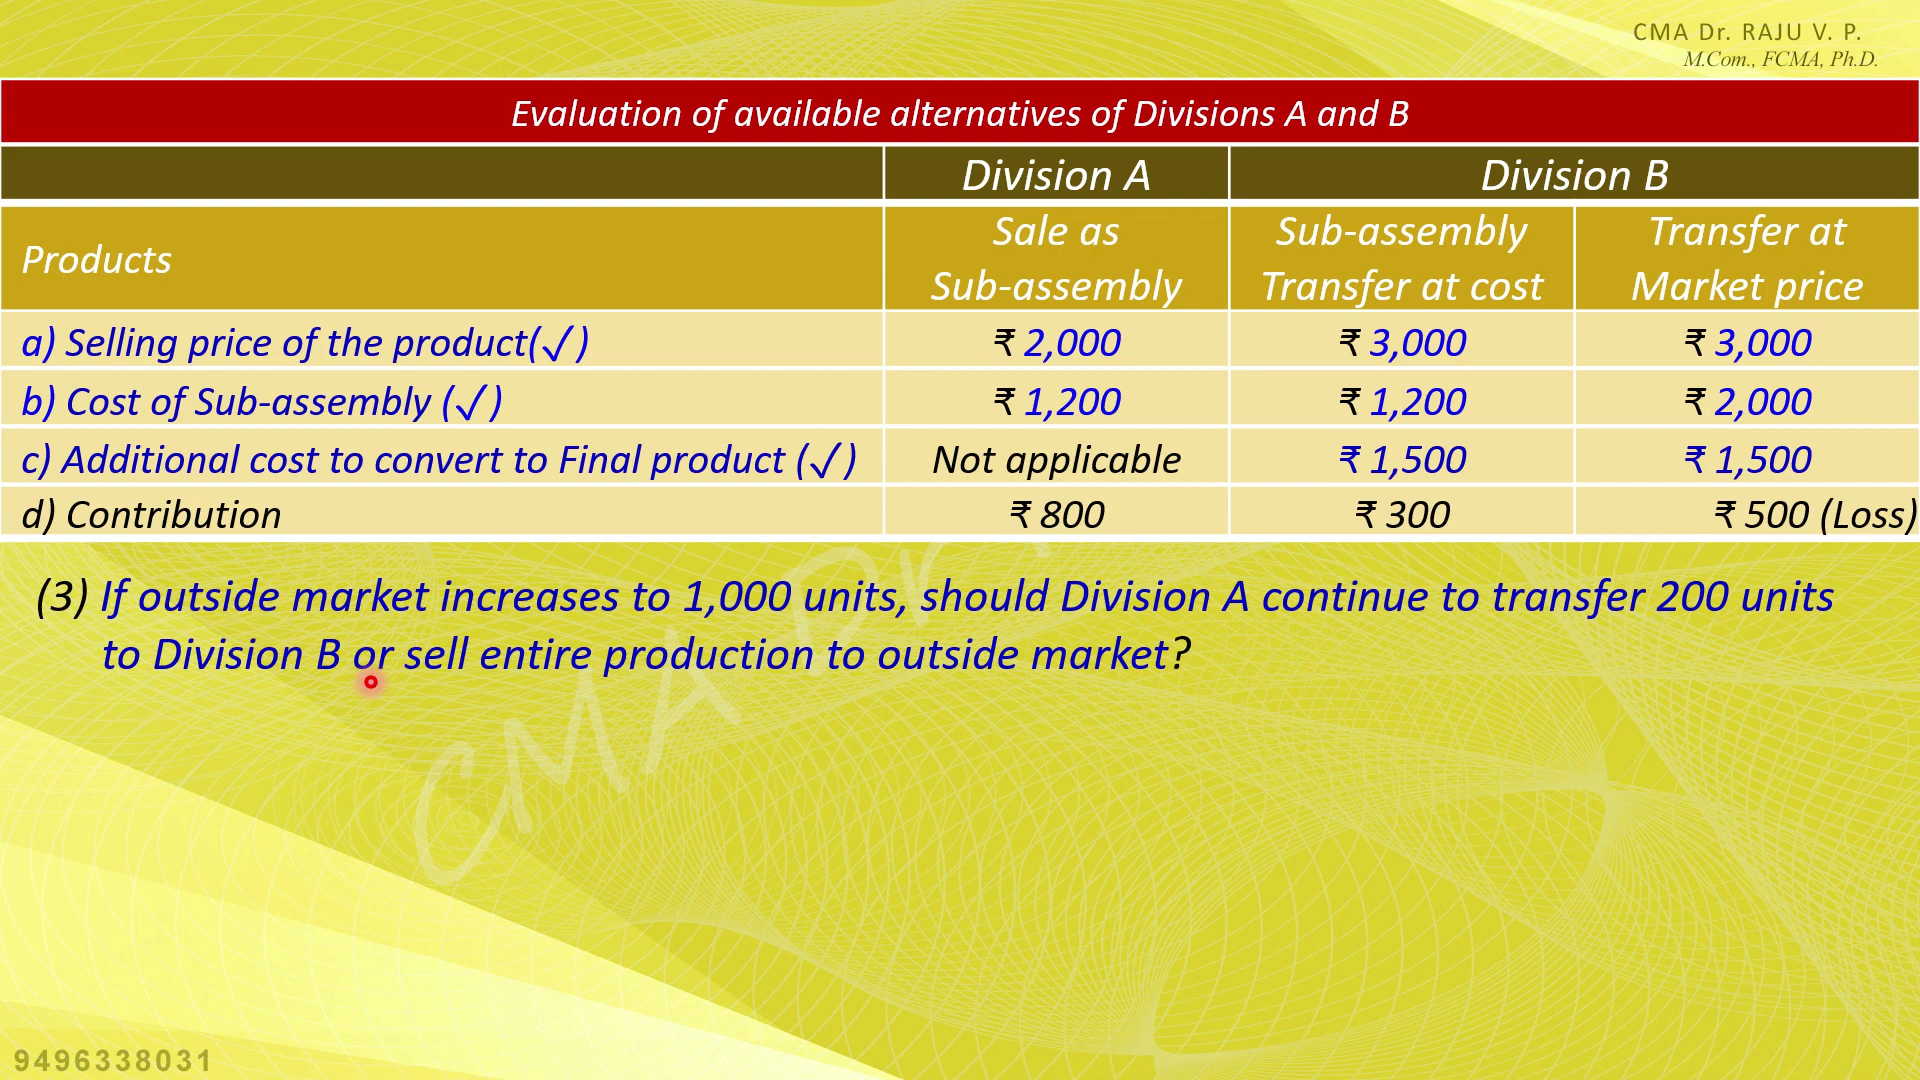 CMA Dr. RAJU V. P.
M.Com., FCMA, Ph.D.
Evaluation of available alternatives of Divisions A and B
Division A Division B
Products Sale as Sub-assembly Sub-assembly Transfer at cost Transfer at Market price
a) Selling price of the product(✓) ₹ 2,000 ₹ 3,000 ₹ 3,000
b) Cost of Sub-assembly (✓) ₹ 1,200 ₹ 1,200 ₹ 2,000
c) Additional cost to convert to Final product (✓) Not applicable ₹ 1,500 ₹ 1,500
d) Contribution ₹ 800 ₹ 300 ₹ 500 (Loss)
(3) If outside market increases to 1,000 units, should Division A continue to transfer 200 units
to Division B or sell entire production to outside market?
CMA Dr
9496338031